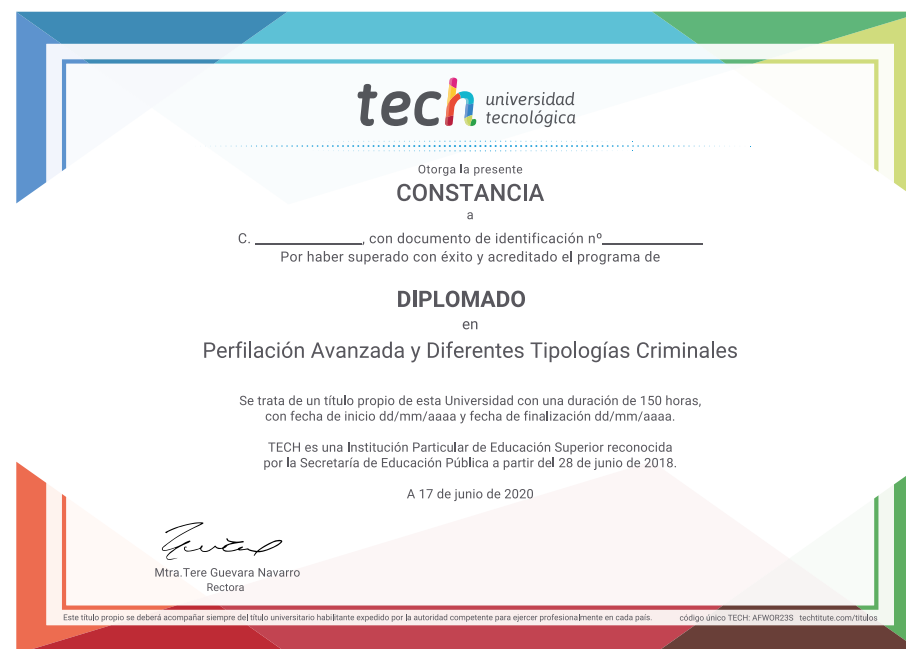 tech universidad
tecnológica
Otorga la presente
CONSTANCIA
a
C. ____________, con documento de identificación nº____________
Por haber superado con éxito y acreditado el programa de
DIPLOMADO
en
Perfilación Avanzada y Diferentes Tipologías Criminales
Se trata de un título propio de esta Universidad con una duración de 150 horas,
con fecha de inicio dd/mm/aaaa y fecha de finalización dd/mm/aaaa.
TECH es una Institución Particular de Educación Superior reconocida
por la Secretaría de Educación Pública a partir del 28 de junio de 2018.
A 17 de junio de 2020
Mtra.Tere Guevara Navarro
Rectora
Este título propio se deberá acompañar siempre del título universitario habilitante expedido por la autoridad competente para ejercer profesionalmente en cada país. código único TECH: AFWOR23S techtitute.com/titulos